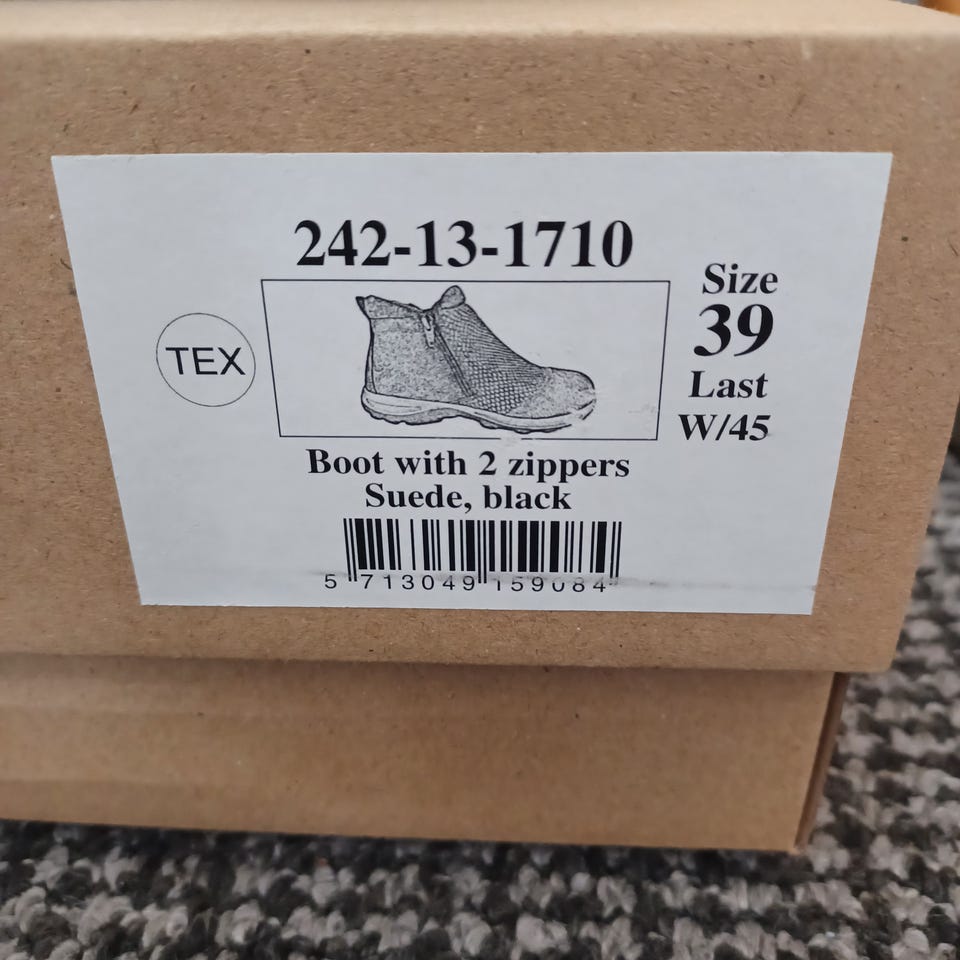 242-13-1710
TEX
Size
39
Last
W/45
Boot with 2 zippers
Suede, black
5 713049 159084